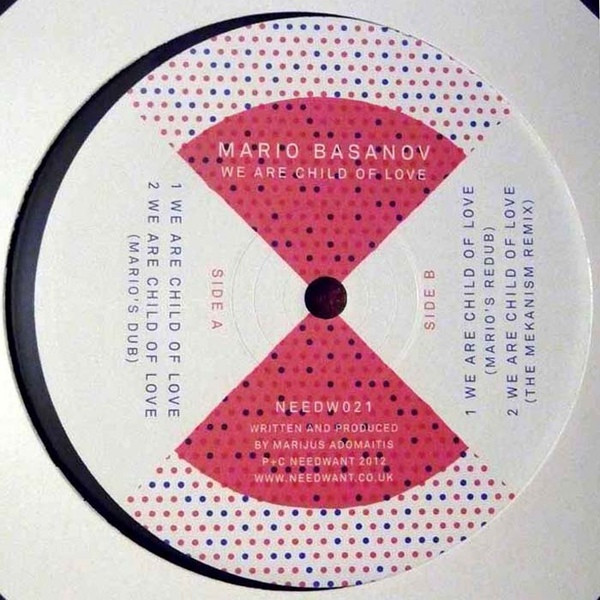 MARIO BASANOV
WE ARE CHILD OF LOVE
SIDE A
1 WE ARE CHILD OF LOVE
2 WE ARE CHILD OF LOVE
(MARIO'S DUB)
SIDE B
1 WE ARE CHILD OF LOVE
(MARIO'S REDUB)
2 WE ARE CHILD OF LOVE
(THE MEKANISM REMIX)
NEEDW021
WRITTEN AND PRODUCED
BY MARIJUS ADOMAITIS
P+C NEEDWANT 2012
WWW.NEEDWANT.CO.UK